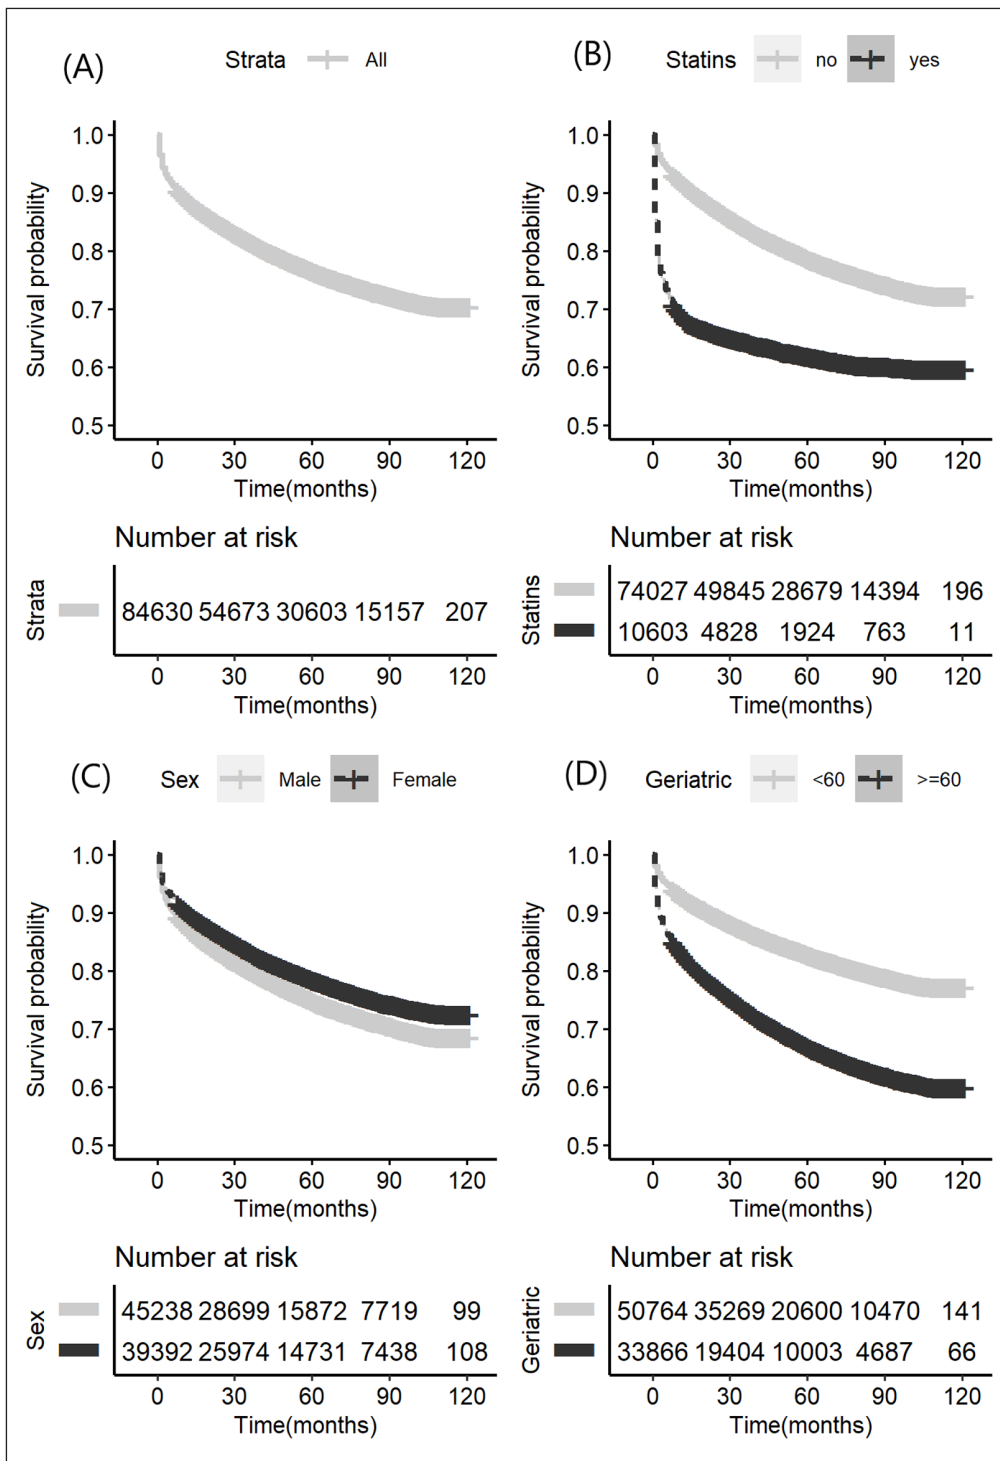 (A) Strata All
Survival probability
1.0
0.9
0.8
0.7
0.6
0.5
0 30 60 90 120
Time(months)
Number at risk
Strata
84630 54673 30603 15157 207
0 30 60 90 120
Time(months)
(B) Statins no yes
Survival probability
1.0
0.9
0.8
0.7
0.6
0.5
0 30 60 90 120
Time(months)
Number at risk
Statins
74027 49845 28679 14394 196
10603 4828 1924 763 11
0 30 60 90 120
Time(months)
(C) Sex Male Female
Survival probability
1.0
0.9
0.8
0.7
0.6
0.5
0 30 60 90 120
Time(months)
Number at risk
Sex
45238 28699 15872 7719 99
39392 25974 14731 7438 108
0 30 60 90 120
Time(months)
(D) Geriatric <60 >=60
Survival probability
1.0
0.9
0.8
0.7
0.6
0.5
0 30 60 90 120
Time(months)
Number at risk
Geriatric
50764 35269 20600 10470 141
33866 19404 10003 4687 66
0 30 60 90 120
Time(months)